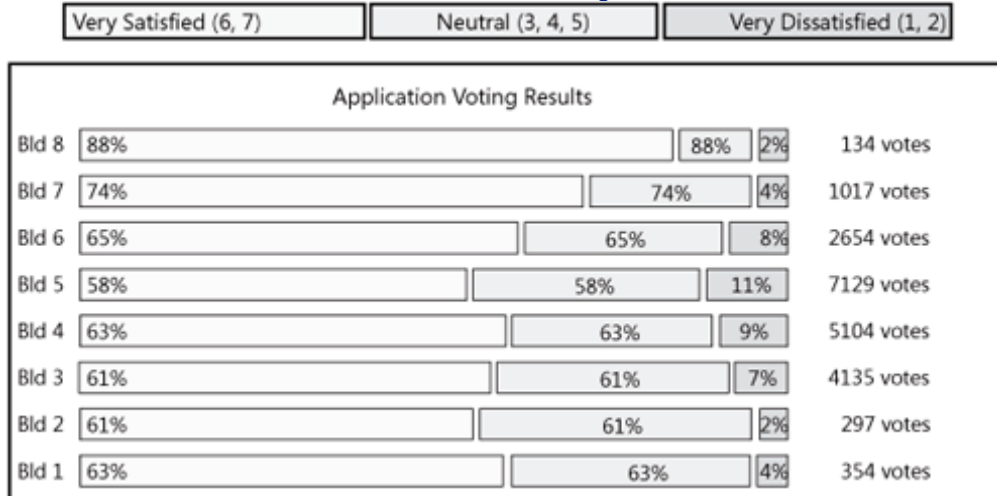 Very Satisfied (6, 7) Neutral (3, 4, 5) Very Dissatisfied (1, 2)
Application Voting Results
Bld 8 88% 88% 2% 134 votes
Bld 7 74% 74% 4% 1017 votes
Bld 6 65% 65% 8% 2654 votes
Bld 5 58% 58% 11% 7129 votes
Bld 4 63% 63% 9% 5104 votes
Bld 3 61% 61% 7% 4135 votes
Bld 2 61% 61% 2% 297 votes
Bld 1 63% 63% 4% 354 votes